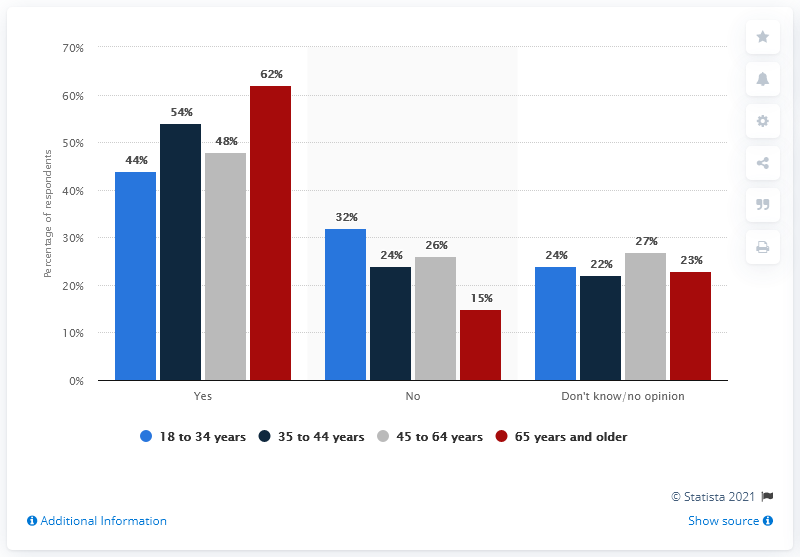 70%
62%
60%
54%
50%
48%
44%
40%
32%
30%
27%
26%
24%
24%
23%
22%
20%
15%
10%
0%
Percentage of respondents
Yes
No
Don't know/no opinion
18 to 34 years
35 to 44 years
45 to 64 years
65 years and older
© Statista 2021
Additional Information
Show source